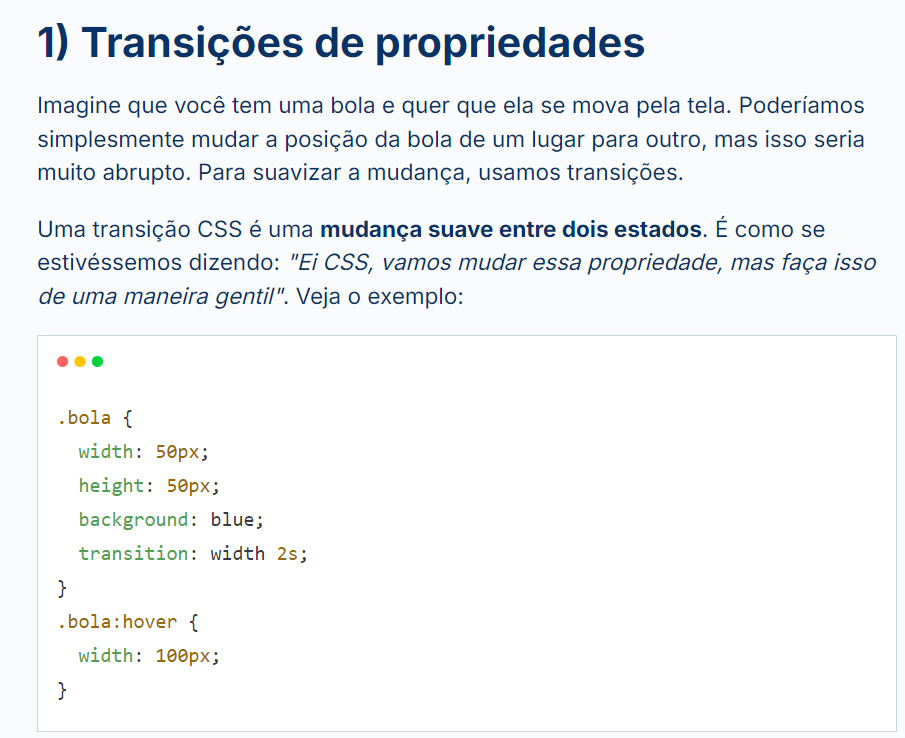 1) Transições de propriedades
Imagine que você tem uma bola e quer que ela se mova pela tela. Poderíamos
simplesmente mudar a posição da bola de um lugar para outro, mas isso seria
muito abrupto. Para suavizar a mudança, usamos transições.
Uma transição CSS é uma mudança suave entre dois estados. É como se
estivéssemos dizendo: "Ei CSS, vamos mudar essa propriedade, mas faça isso
de uma maneira gentil". Veja o exemplo:
.bola {
  width: 50px;
  height: 50px;
  background: blue;
  transition: width 2s;
}
.bola:hover {
  width: 100px;
}